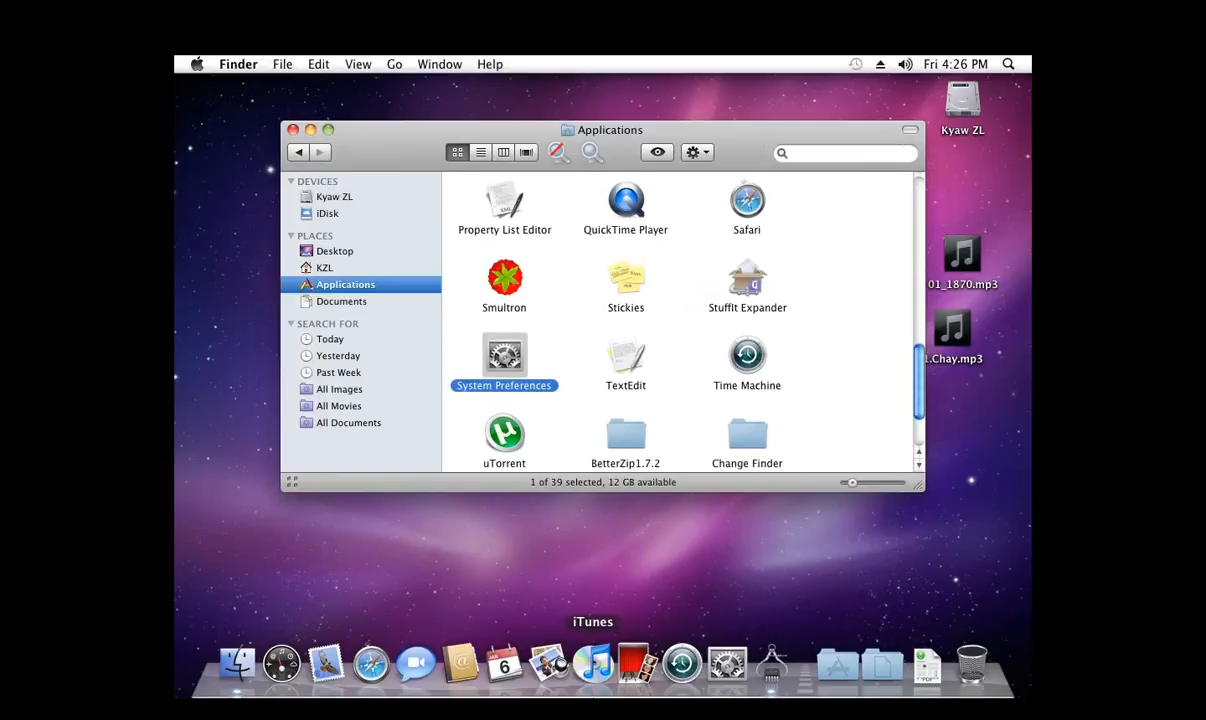 Finder File Edit View Go Window Help Fri 4:26 PM
Kyaw ZL
01_1870.mp3
.Chay.mp3
Applications
DEVICES
Kyaw ZL
iDisk
PLACES
Desktop
KZL
Applications
Documents
SEARCH FOR
Today
Yesterday
Past Week
All Images
All Movies
All Documents
Property List Editor QuickTime Player Safari
Smultron Stickies StuffIt Expander
System Preferences TextEdit Time Machine
uTorrent BetterZip1.7.2 Change Finder
1 of 39 selected, 12 GB available
iTunes
JAN
6